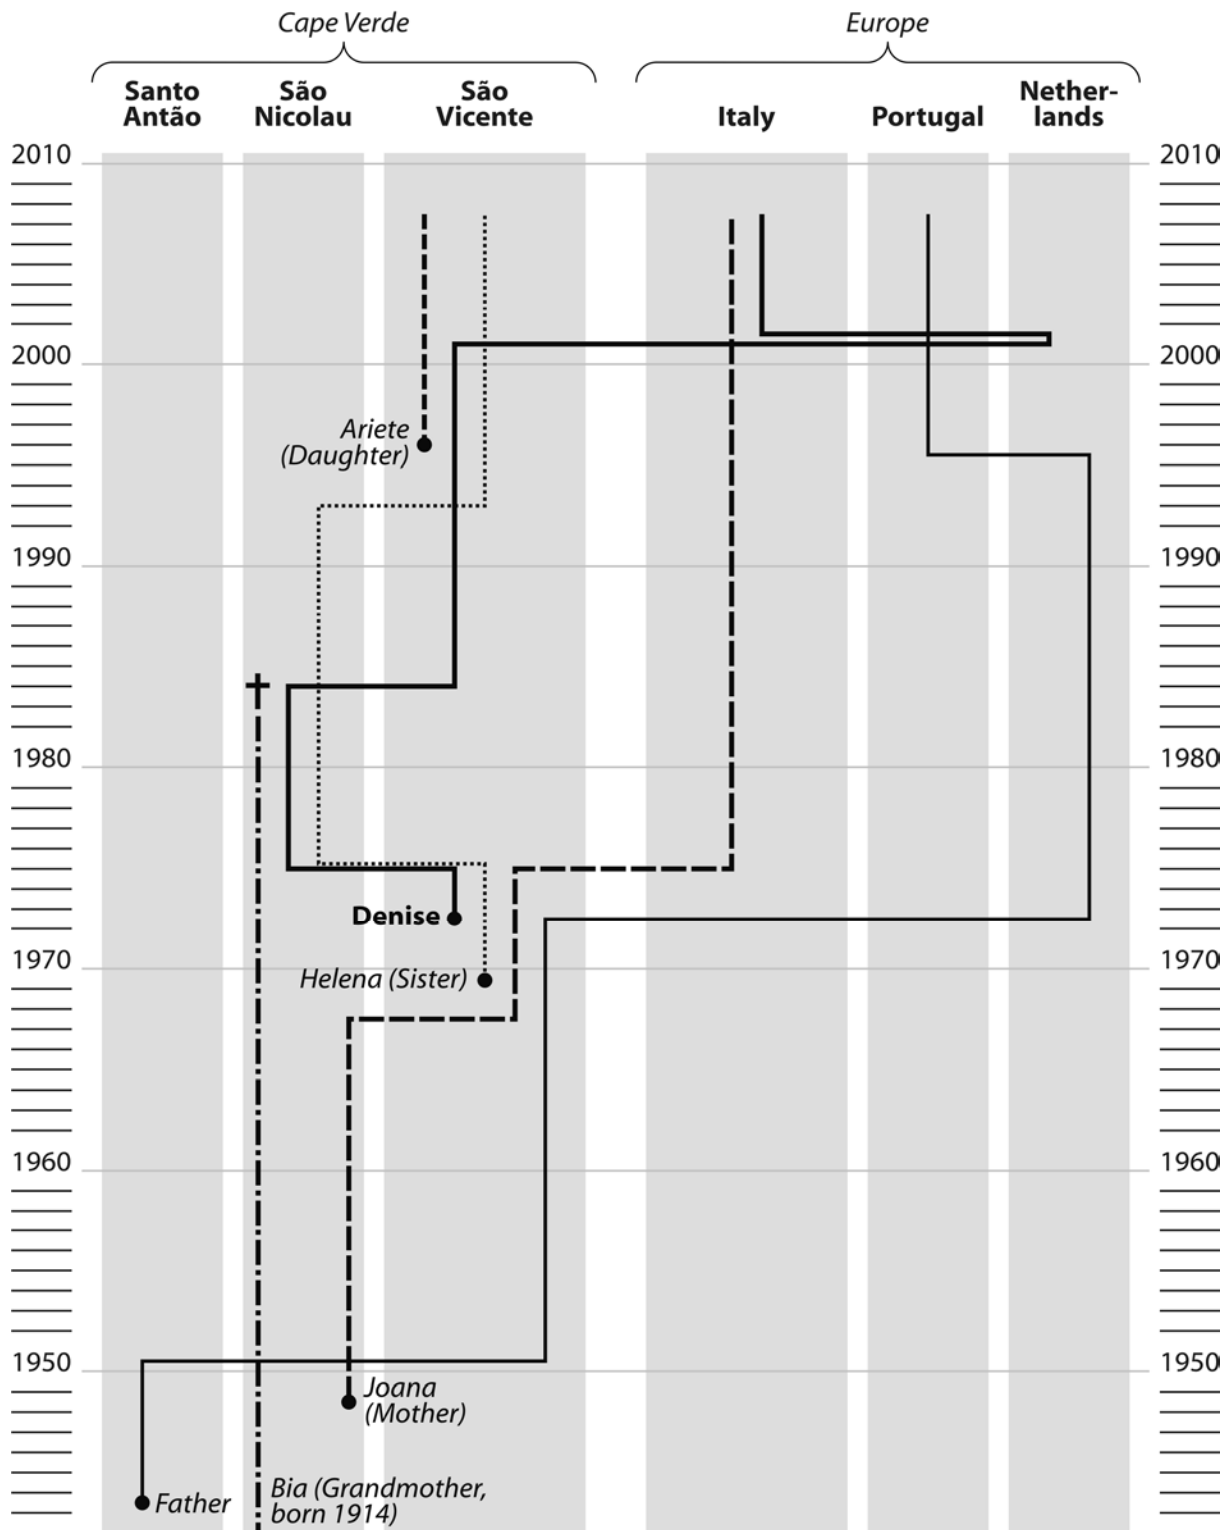 Cape Verde
Europe
Santo
Antão
São
Nicolau
São
Vicente
Italy
Portugal
Nether-
lands
2010
2010
2000
2000
Ariete
(Daughter)
1990
1990
1980
1980
Denise
1970
1970
Helena (Sister)
1960
1960
1950
1950
Joana
(Mother)
Father
Bia (Grandmother,
born 1914)